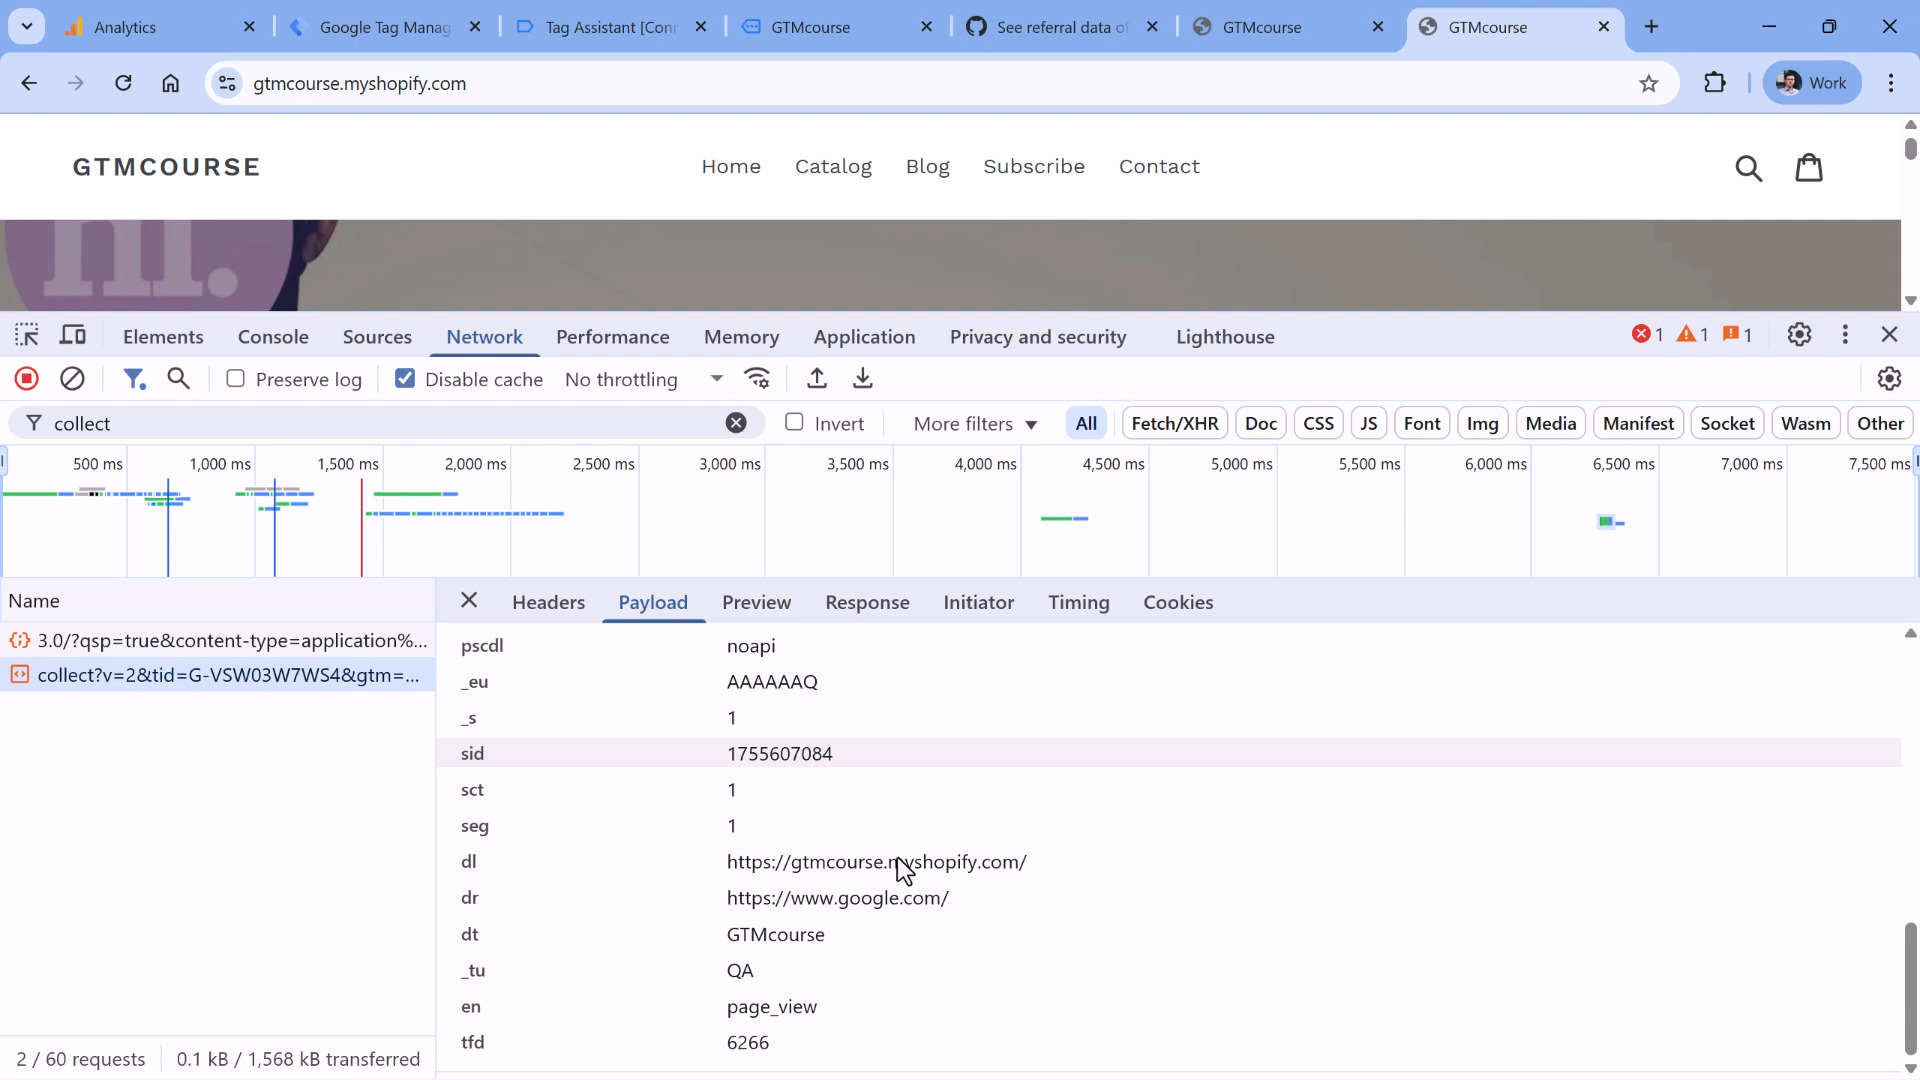 Analytics
Google Tag Manag
Tag Assistant [Conn
GTMcourse
See referral data of
GTMcourse
GTMcourse
gtmcourse.myshopify.com
Work
GTMCOURSE
Home Catalog Blog Subscribe Contact
hi.
Elements Console Sources Network Performance Memory Application Privacy and security Lighthouse 1 1 1
Preserve log Disable cache No throttling
collect Invert More filters All Fetch/XHR Doc CSS JS Font Img Media Manifest Socket Wasm Other
500 ms 1,000 ms 1,500 ms 2,000 ms 2,500 ms 3,000 ms 3,500 ms 4,000 ms 4,500 ms 5,000 ms 5,500 ms 6,000 ms 6,500 ms 7,000 ms 7,500 ms
Name
Headers Payload Preview Response Initiator Timing Cookies
3.0/?qsp=true&content-type=application%...
collect?v=2&tid=G-VSW03W7WS4&gtm=...
pscdl noapi
_eu AAAAAAQ
_s 1
sid 1755607084
sct 1
seg 1
dl https://gtmcourse.myshopify.com/
dr https://www.google.com/
dt GTMcourse
_tu QA
en page_view
tfd 6266
2 / 60 requests 0.1 kB / 1,568 kB transferred